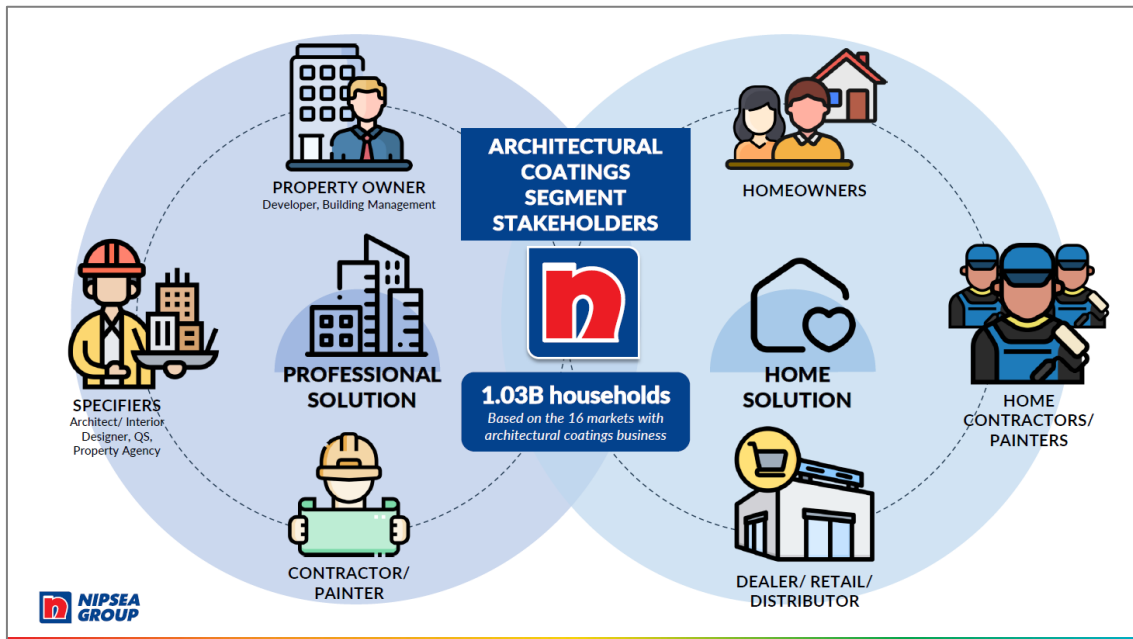 ARCHITECTURAL
COATINGS
SEGMENT
STAKEHOLDERS
n
1.03B households
Based on the 16 markets with
architectural coatings business
PROPERTY OWNER
Developer, Building Management
SPECIFIERS
Architect/ Interior
Designer, QS,
Property Agency
PROFESSIONAL
SOLUTION
CONTRACTOR/
PAINTER
HOMEOWNERS
HOME
SOLUTION
HOME
CONTRACTORS/
PAINTERS
DEALER/ RETAIL/
DISTRIBUTOR
n NIPSEA
GROUP